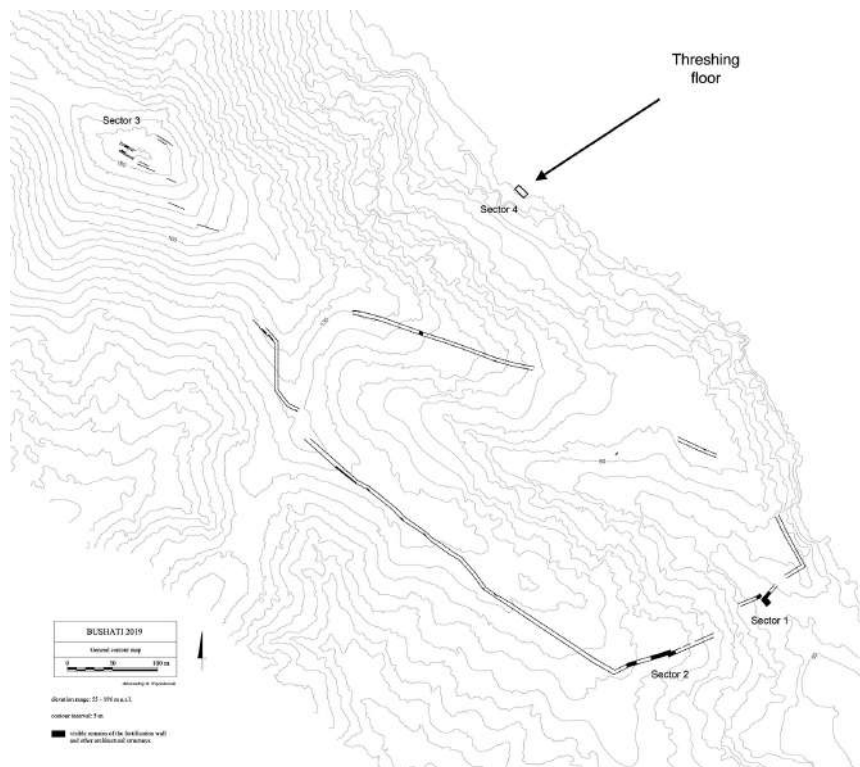 Threshing
floor
Sector 3
Sector 4
Sector 1
Sector 2
BUSHATI 2019
General contour map
0 50 100 m
contour interval: 5 m
visible remains of the fortification wall
and other architectural structures